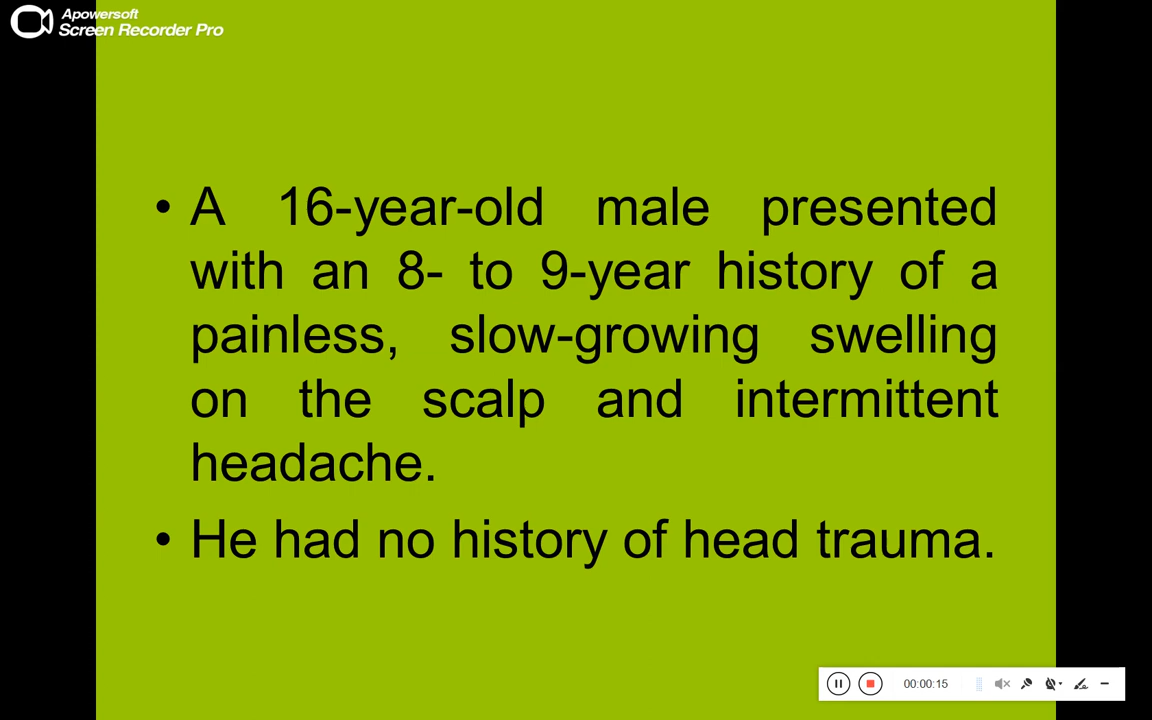 Apowersoft
Screen Recorder Pro
• A 16-year-old male presented
with an 8- to 9-year history of a
painless, slow-growing swelling
on the scalp and intermittent
headache.
• He had no history of head trauma.
00:00:15